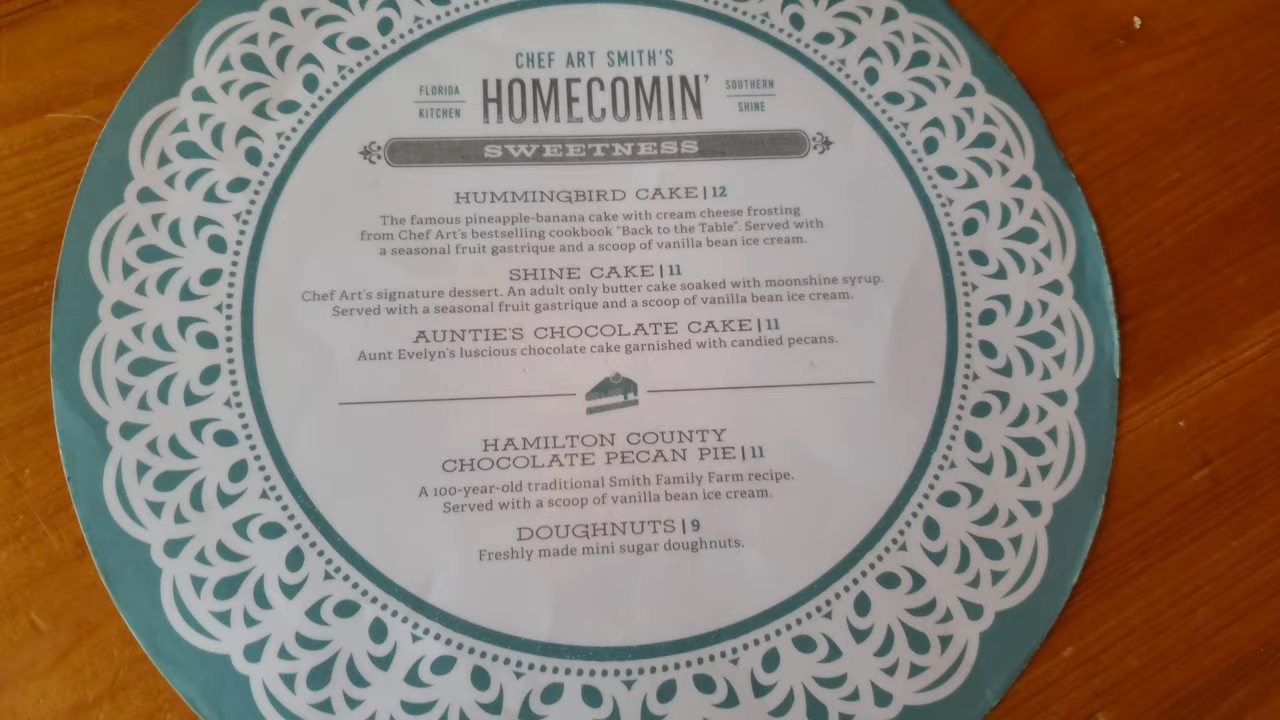 CHEF ART SMITH'S
FLORIDA KITCHEN
HOMECOMIN'
SOUTHERN SHINE
SWEETNESS
HUMMINGBIRD CAKE|12
The famous pineapple-banana cake with cream cheese frosting
from Chef Art's bestselling cookbook "Back to the Table". Served with
a seasonal fruit gastrique and a scoop of vanilla bean ice cream.
SHINE CAKE|11
Chef Art's signature dessert. An adult only butter cake soaked with moonshine syrup.
Served with a seasonal fruit gastrique and a scoop of vanilla bean ice cream.
AUNTIE'S CHOCOLATE CAKE|11
Aunt Evelyn's luscious chocolate cake garnished with candied pecans.
HAMILTON COUNTY
CHOCOLATE PECAN PIE|11
A 100-year-old traditional Smith Family Farm recipe.
Served with a scoop of vanilla bean ice cream.
DOUGHNUTS|9
Freshly made mini sugar doughnuts.